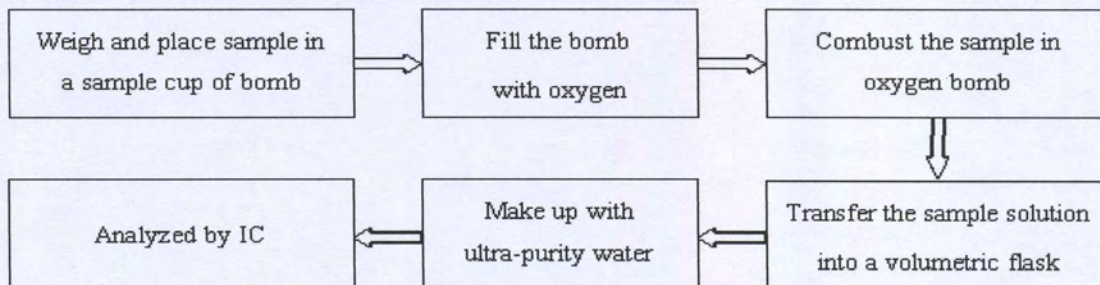 Weigh and place sample in
a sample cup of bomb
Fill the bomb
with oxygen
Combust the sample in
oxygen bomb
Transfer the sample solution
into a volumetric flask
Make up with
ultra-purity water
Analyzed by IC